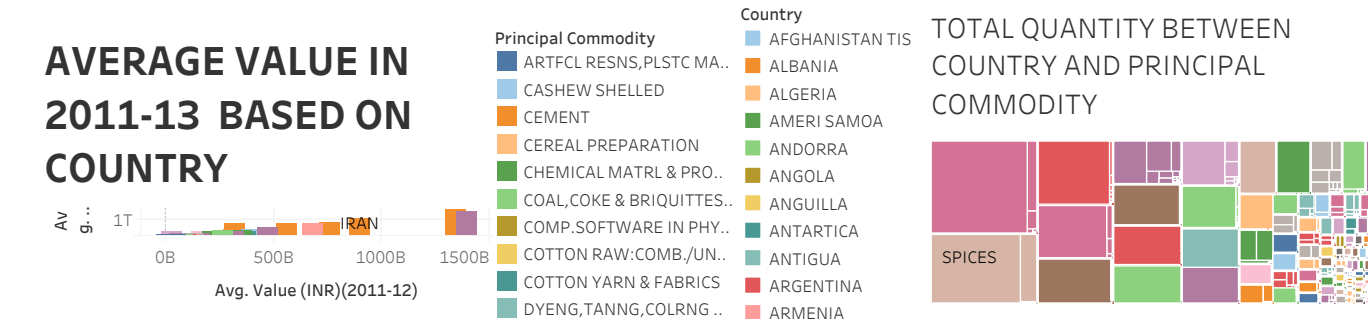 AVERAGE VALUE IN
2011-13 BASED ON
COUNTRY
Av
g. ..
1T
IRAN
0B
500B
1000B
1500B
Avg. Value (INR)(2011-12)
Principal Commodity
ARTFCL RESNS,PLSTC MA..
CASHEW SHELLED
CEMENT
CEREAL PREPARATION
CHEMICAL MATRL & PRO..
COAL,COKE & BRIQUITTES..
COMP.SOFTWARE IN PHY..
COTTON RAW:COMB./UN..
COTTON YARN & FABRICS
DYENG,TANNG,COLRNG ..
Country
AFGHANISTAN TIS
ALBANIA
ALGERIA
AMERI SAMOA
ANDORRA
ANGOLA
ANGUILLA
ANTARTICA
ANTIGUA
ARGENTINA
ARMENIA
TOTAL QUANTITY BETWEEN
COUNTRY AND PRINCIPAL
COMMODITY
SPICES